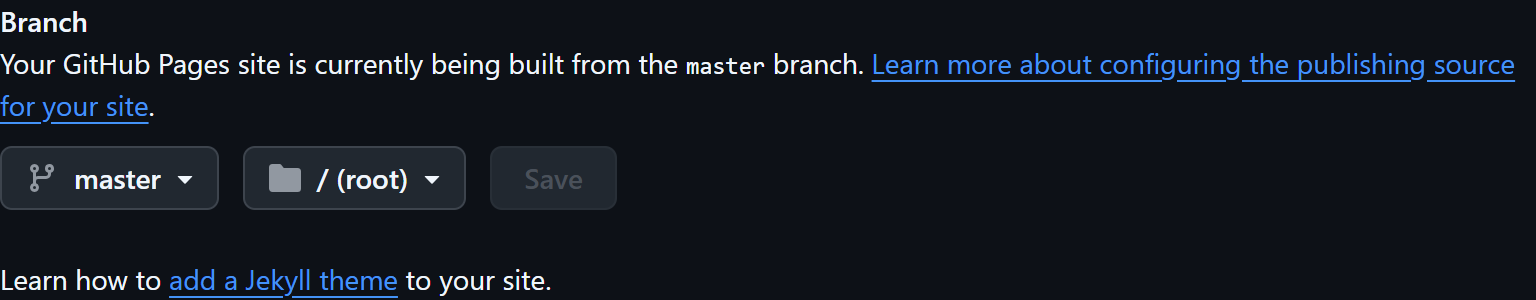 Branch
Your GitHub Pages site is currently being built from the master branch. Learn more about configuring the publishing source
for your site.
master / (root) Save
Learn how to add a Jekyll theme to your site.